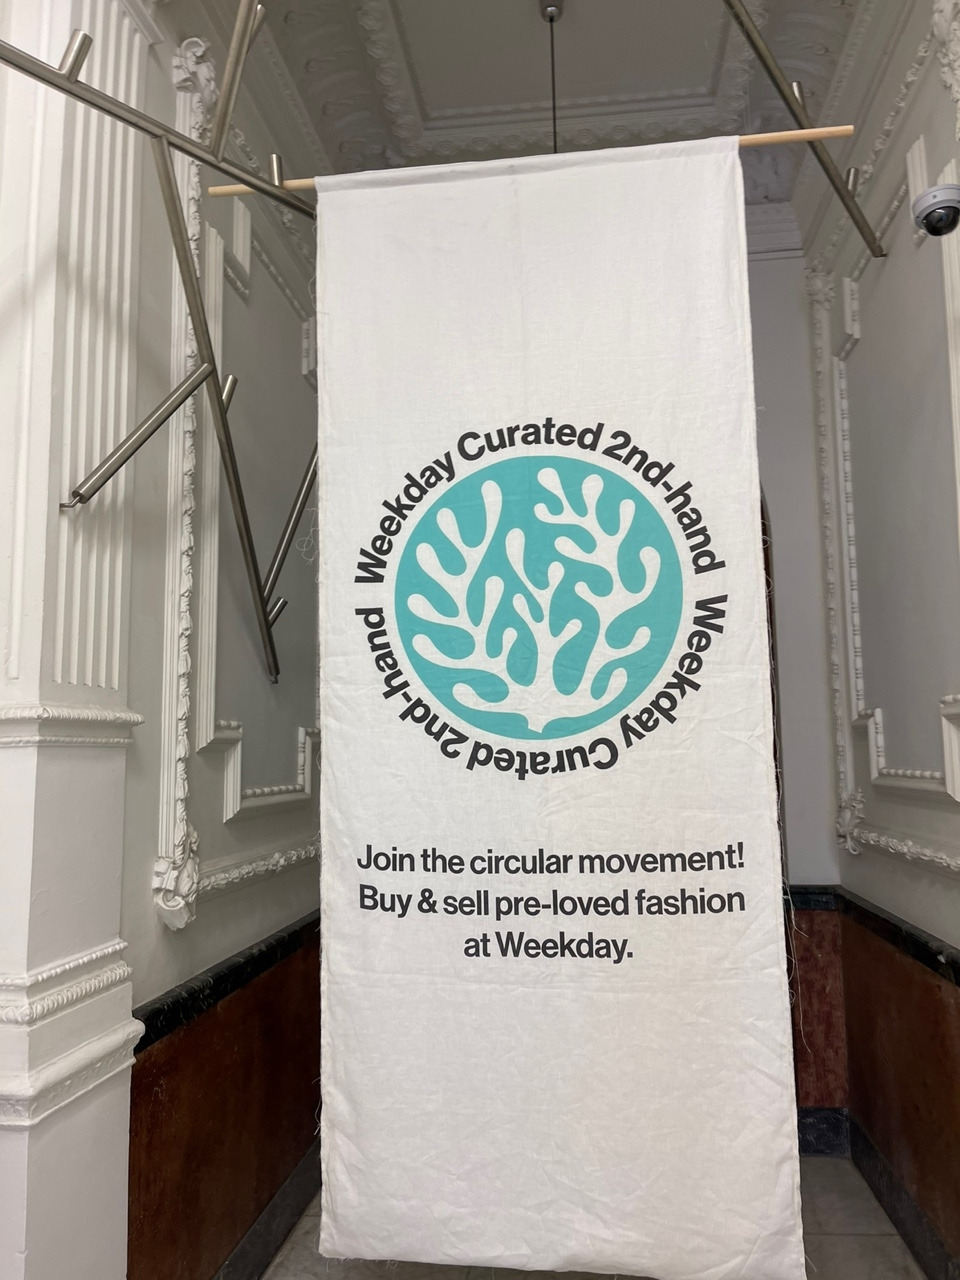 Weekday Curated 2nd-hand
Weekday Curated 2nd-hand
Join the circular movement!
Buy & sell pre-loved fashion
at Weekday.